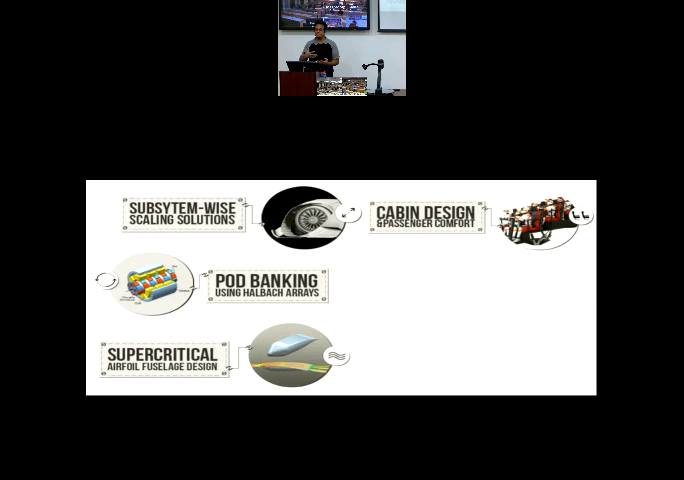 SUBSYTEM-WISE
SCALING SOLUTIONS
CABIN DESIGN
&PASSENGER COMFORT
POD BANKING
USING HALBACH ARRAYS
SUPERCRITICAL
AIRFOIL FUSELAGE DESIGN